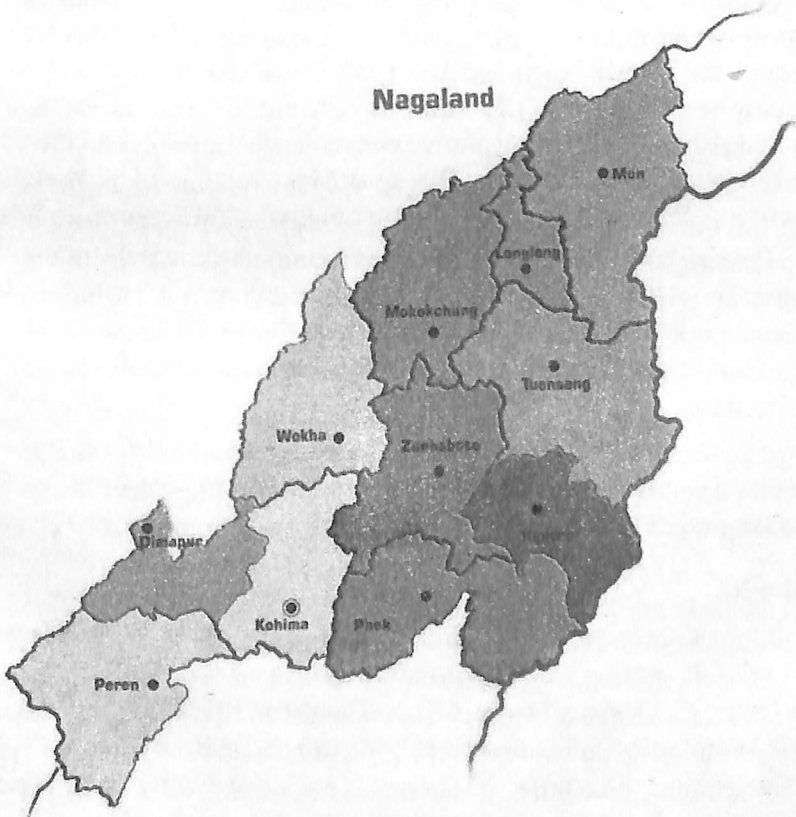 Nagaland
Mon
Longleng
Mokokchung
Tuensang
Wokha
Zunheboto
Dimapur
Kohima
Phek
Peren